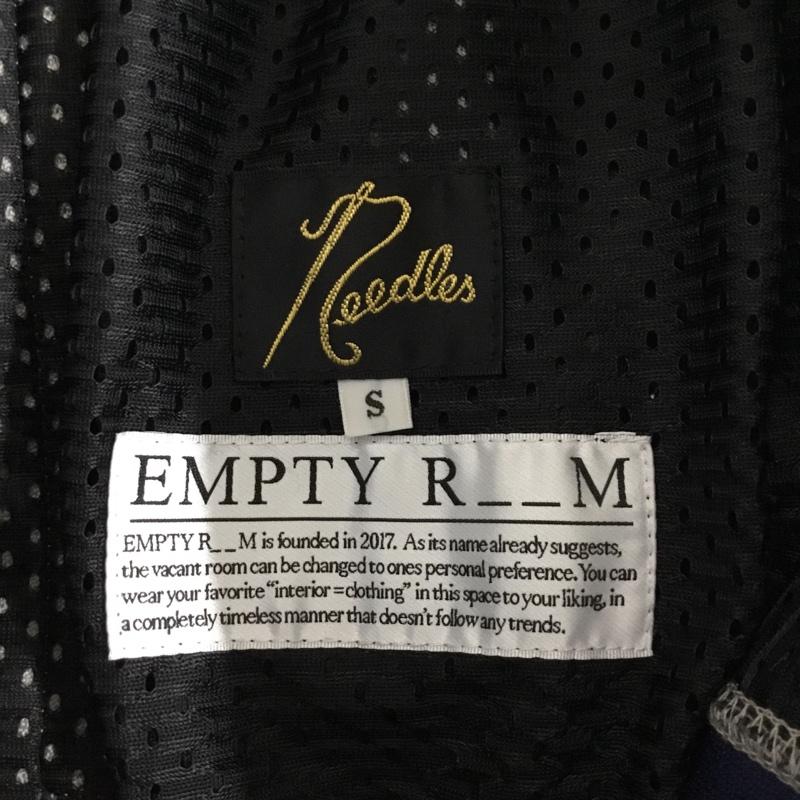 Needles
S
EMPTY R__M
EMPTY R__M is founded in 2017. As its name already suggests,
the vacant room can be changed to ones personal preference. You can
wear your favorite "interior=clothing" in this space to your liking, in
a completely timeless manner that doesn't follow any trends.